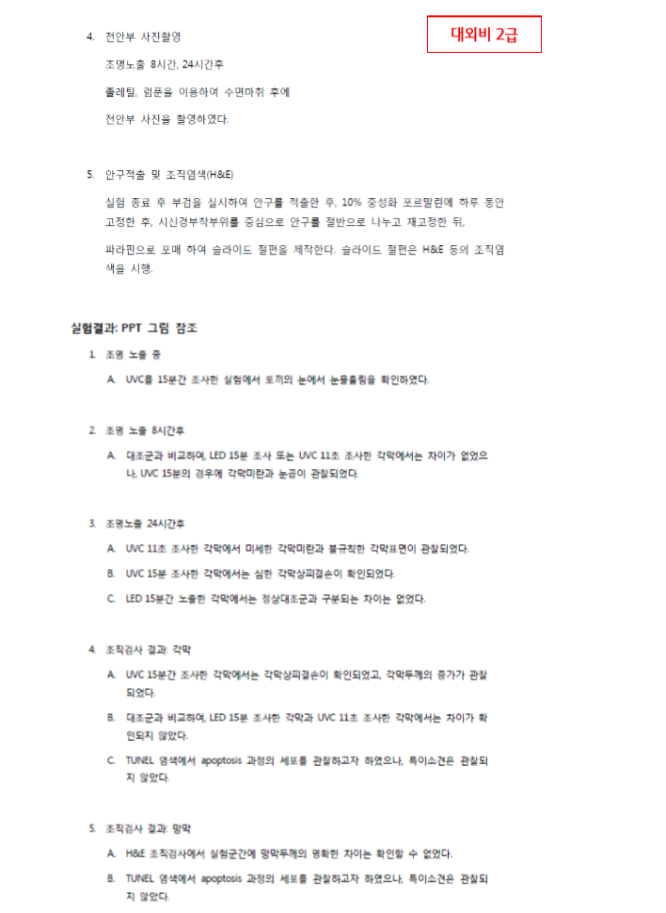 대외비 2급
4. 전안부 사진촬영
조명노출 8시간, 24시간후
졸레틸, 럼푼을 이용하여 수면마취 후에
전안부 사진을 촬영하였다.
5. 안구적출 및 조직염색(H&E)
실험 종료 후 부검을 실시하여 안구를 적출한 후, 10% 중성화 포르말린에 하루 동안
고정한 후, 시신경부착부위를 중심으로 안구를 절반으로 나누고 재고정한 뒤,
파라핀으로 포매 하여 슬라이드 절편을 제작한다. 슬라이드 절편은 H&E 등의 조직염
색을 시행.
실험결과: PPT 그림 참조
1. 조명 노출 중
A. UVC를 15분간 조사한 실험에서 토끼의 눈에서 눈물흘림을 확인하였다.
2. 조명 노출 8시간후
A. 대조군과 비교하여, LED 15분 조사 또는 UVC 11초 조사한 각막에서는 차이가 없었으
나, UVC 15분의 경우에 각막미란과 눈곱이 관찰되었다.
3. 조명노출 24시간후
A. UVC 11초 조사한 각막에서 미세한 각막미란과 불규칙한 각막표면이 관찰되었다.
B. UVC 15분 조사한 각막에서는 심한 각막상피결손이 확인되었다.
C. LED 15분간 노출한 각막에서는 정상대조군과 구분되는 차이는 없었다.
4. 조직검사 결과: 각막
A. UVC 15분간 조사한 각막에서는 각막상피결손이 확인되었고, 각막두께의 증가가 관찰
되었다.
B. 대조군과 비교하여, LED 15분 조사한 각막과 UVC 11초 조사한 각막에서는 차이가 확
인되지 않았다.
C. TUNEL 염색에서 apoptosis 과정의 세포를 관찰하고자 하였으나, 특이소견은 관찰되
지 않았다.
5. 조직검사 결과: 망막
A. H&E 조직검사에서 실험군간에 망막두께의 명확한 차이는 확인할 수 없었다.
B. TUNEL 염색에서 apoptosis 과정의 세포를 관찰하고자 하였으나, 특이소견은 관찰되
지 않았다.